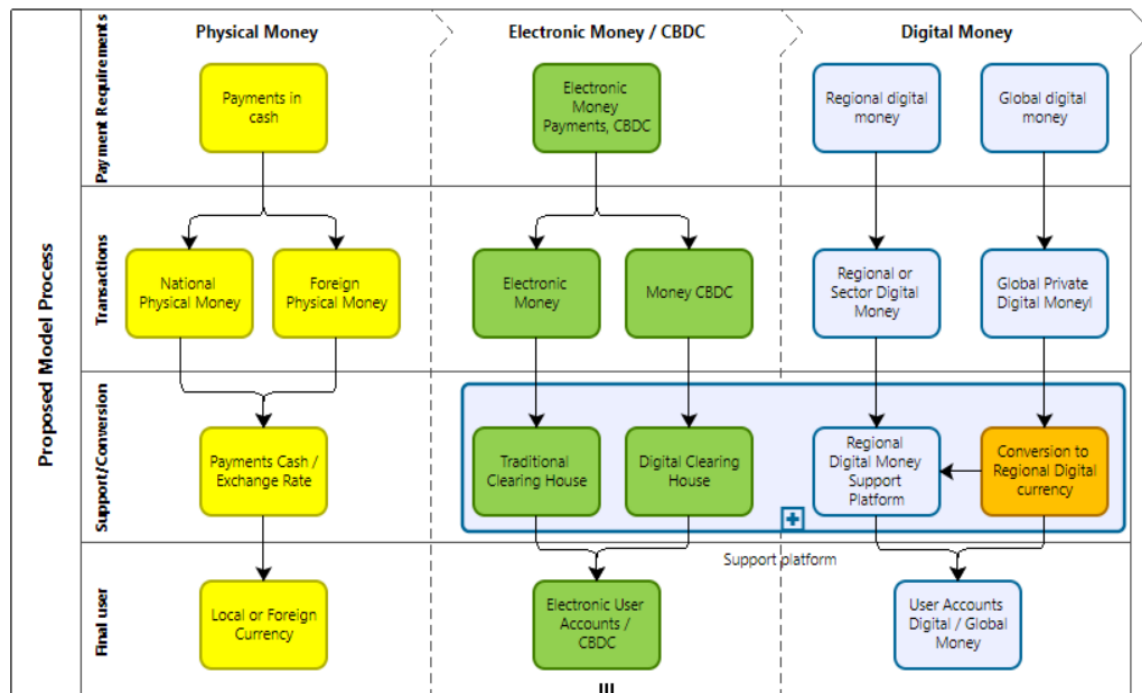 Physical Money
Electronic Money / CBDC
Digital Money
Proposed Model Process
Payment Requirements
Payments in
cash
Electronic
Money
Payments, CBDC
Regional digital
money
Global digital
money
Transactions
National
Physical Money
Foreign
Physical Money
Electronic
Money
Money CBDC
Regional or
Sector Digital
Money
Global Private
Digital Moneyl
Support/Conversion
Payments Cash /
Exchange Rate
Traditional
Clearing House
Digital Clearing
House
Regional
Digital Money
Support
Platform
Conversion to
Regional Digital
currency
Support platform
Final user
Local or Foreign
Currency
Electronic User
Accounts /
CBDC
User Accounts
Digital / Global
Money